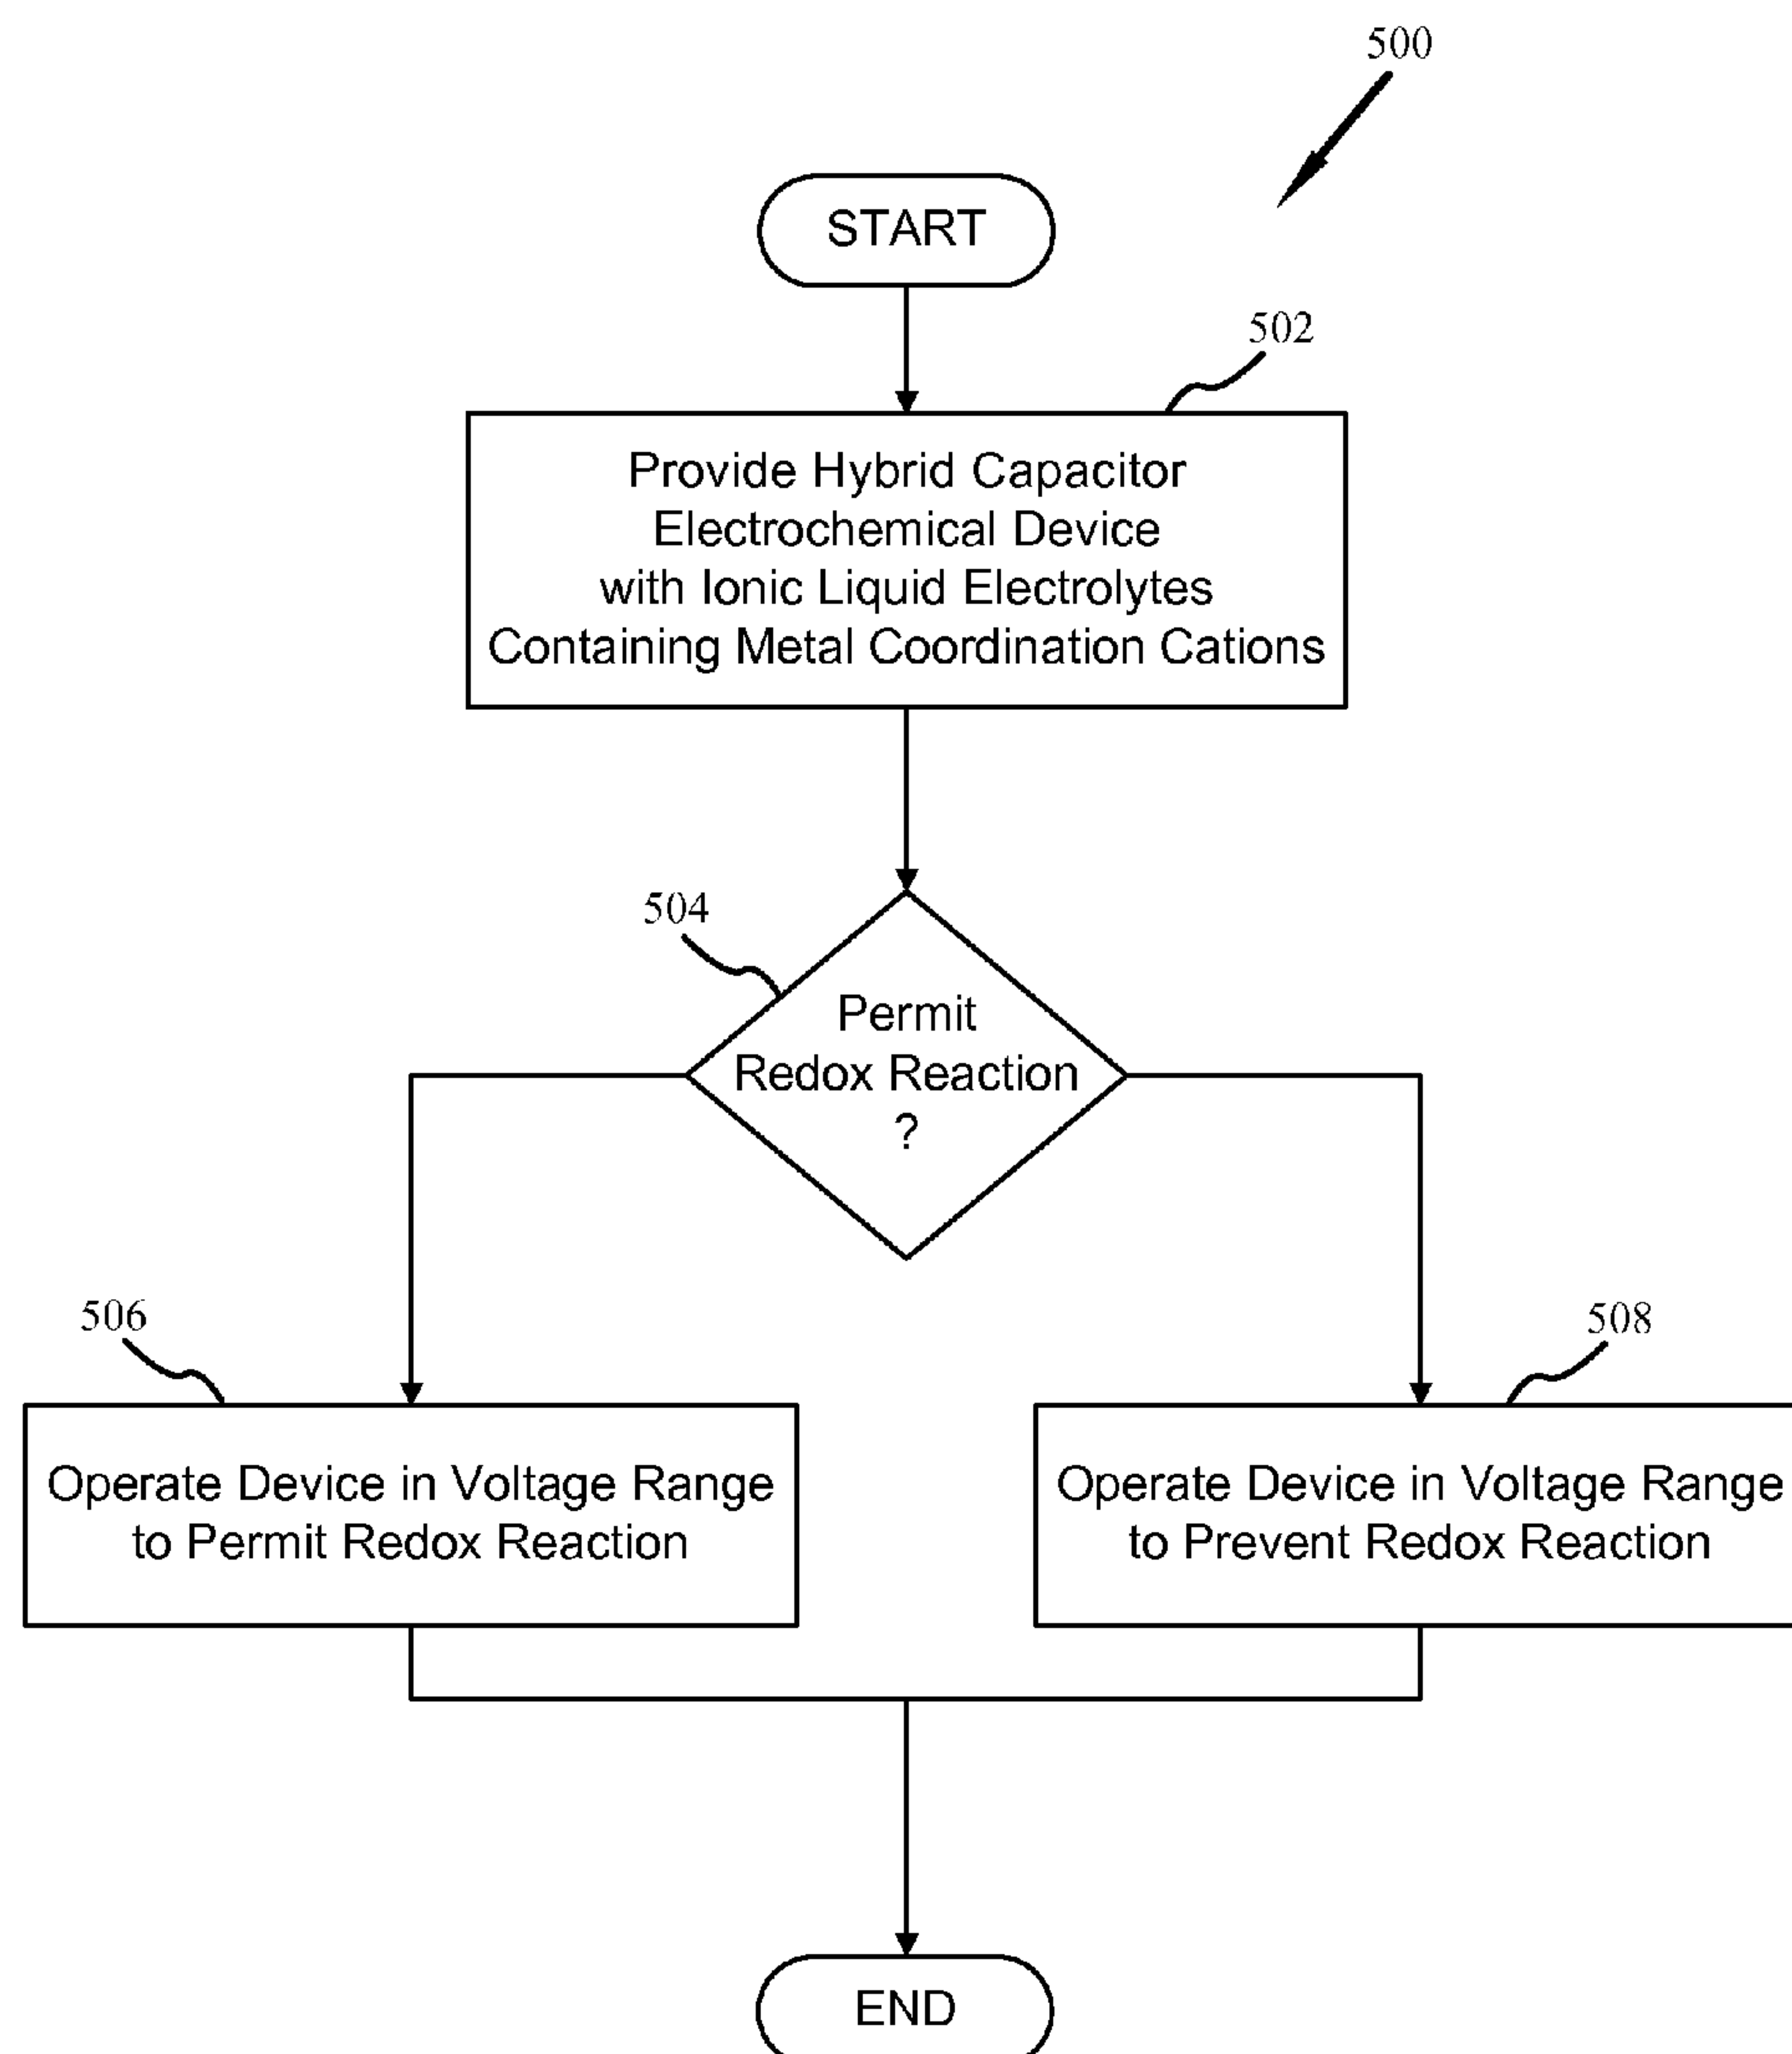 500
START
502
Provide Hybrid Capacitor
Electrochemical Device
with Ionic Liquid Electrolytes
Containing Metal Coordination Cations
504
Permit
Redox Reaction
?
506
508
Operate Device in Voltage Range
to Permit Redox Reaction
Operate Device in Voltage Range
to Prevent Redox Reaction
END